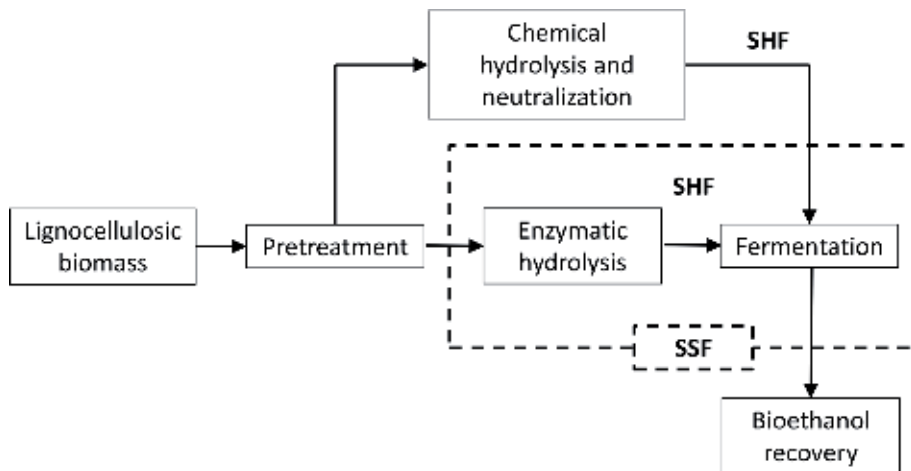 Chemical
hydrolysis and
neutralization
SHF
SHF
Lignocellulosic
biomass
Pretreatment
Enzymatic
hydrolysis
Fermentation
SSF
Bioethanol
recovery